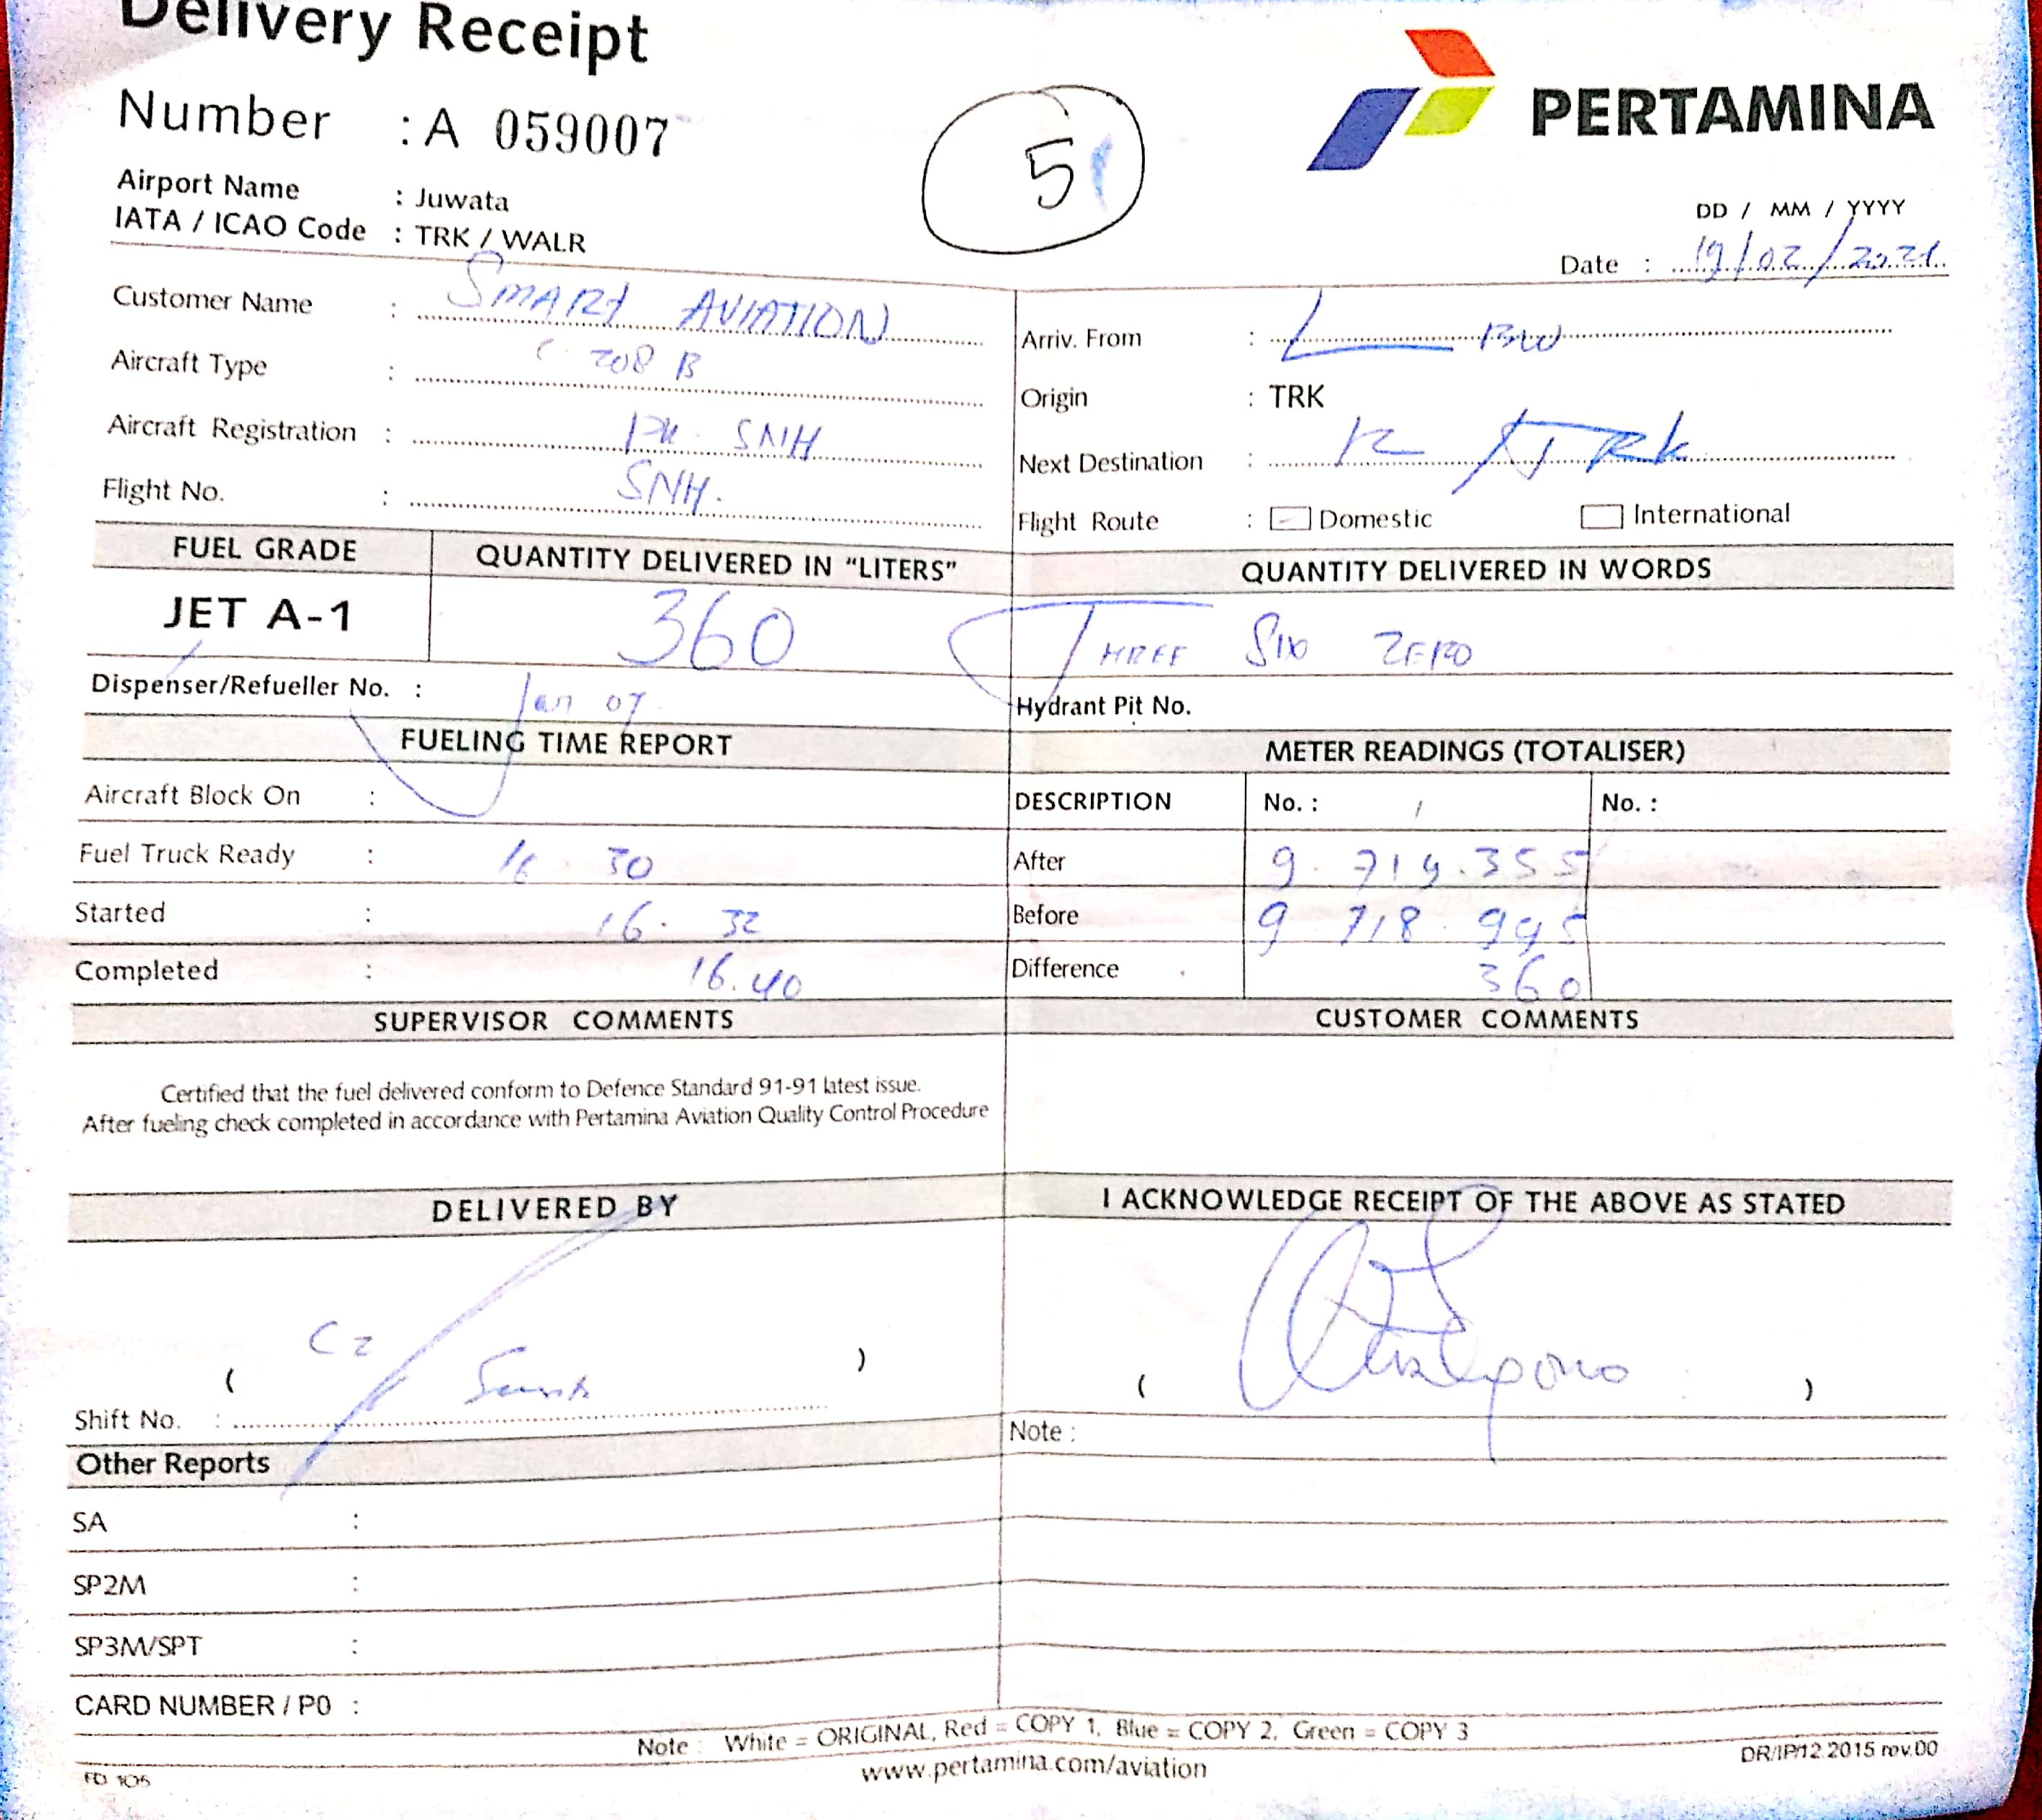 Delivery Receipt
Number : A 059007
5
PERTAMINA
Airport Name : Juwata
IATA / ICAO Code : TRK / WALR
DD / MM / YYYY
Date : 19/02/2021
Customer Name : SMART AVIATION
Aircraft Type : C 208 B
Aircraft Registration : PK. SNH
Flight No. : SNH.
Arriv. From : LBW
Origin : TRK
Next Destination : TRK
Flight Route : Domestic International
FUEL GRADE QUANTITY DELIVERED IN "LITERS" QUANTITY DELIVERED IN WORDS
JET A-1 360 THREE SIX ZERO
Dispenser/Refueller No. : 07 Hydrant Pit No.
FUELING TIME REPORT METER READINGS (TOTALISER)
Aircraft Block On : DESCRIPTION No. : 1 No. :
Fuel Truck Ready : 16 30 After 9.719.355
Started : 16. 32 Before 9 718.995
Completed : 16.40 Difference 360
SUPERVISOR COMMENTS CUSTOMER COMMENTS
Certified that the fuel delivered conform to Defence Standard 91-91 latest issue.
After fueling check completed in accordance with Pertamina Aviation Quality Control Procedure
DELIVERED BY I ACKNOWLEDGE RECEIPT OF THE ABOVE AS STATED
( C2 ) ( )
Shift No. :
Note :
Other Reports
SA :
SP2M :
SP3M/SPT :
CARD NUMBER / P0 :
Note : White = ORIGINAL, Red = COPY 1, Blue = COPY 2, Green = COPY 3
FD 105 www.pertamina.com/aviation DR/IP/12.2015 rev.00